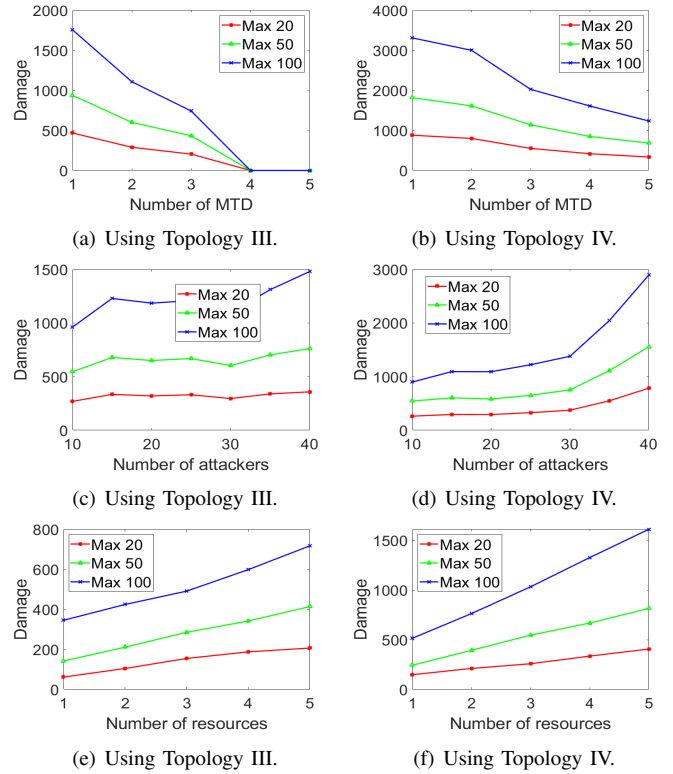 2000
1500
1000
500
0
Damage
Max 20
Max 50
Max 100
1 2 3 4 5
Number of MTD
(a) Using Topology III.
4000
3000
2000
1000
0
Damage
Max 20
Max 50
Max 100
1 2 3 4 5
Number of MTD
(b) Using Topology IV.
1500
1000
500
0
Damage
Max 20
Max 50
Max 100
10 20 30 40
Number of attackers
(c) Using Topology III.
3000
2000
1000
0
Damage
Max 20
Max 50
Max 100
10 20 30 40
Number of attackers
(d) Using Topology IV.
800
600
400
200
0
Damage
Max 20
Max 50
Max 100
1 2 3 4 5
Number of resources
(e) Using Topology III.
1500
1000
500
0
Damage
Max 20
Max 50
Max 100
1 2 3 4 5
Number of resources
(f) Using Topology IV.